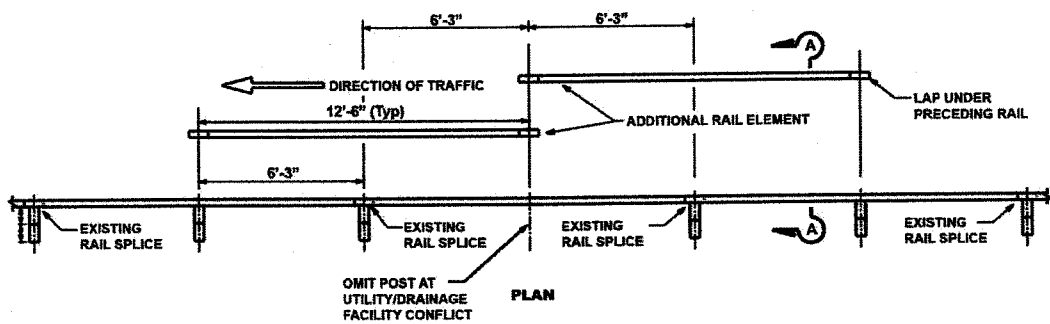 6'-3"
6'-3"
A
DIRECTION OF TRAFFIC
12'-6" (Typ)
ADDITIONAL RAIL ELEMENT
LAP UNDER
PRECEDING RAIL
6'-3"
EXISTING
RAIL SPLICE
EXISTING
RAIL SPLICE
EXISTING
RAIL SPLICE
A
EXISTING
RAIL SPLICE
OMIT POST AT
UTILITY/DRAINAGE
FACILITY CONFLICT
PLAN